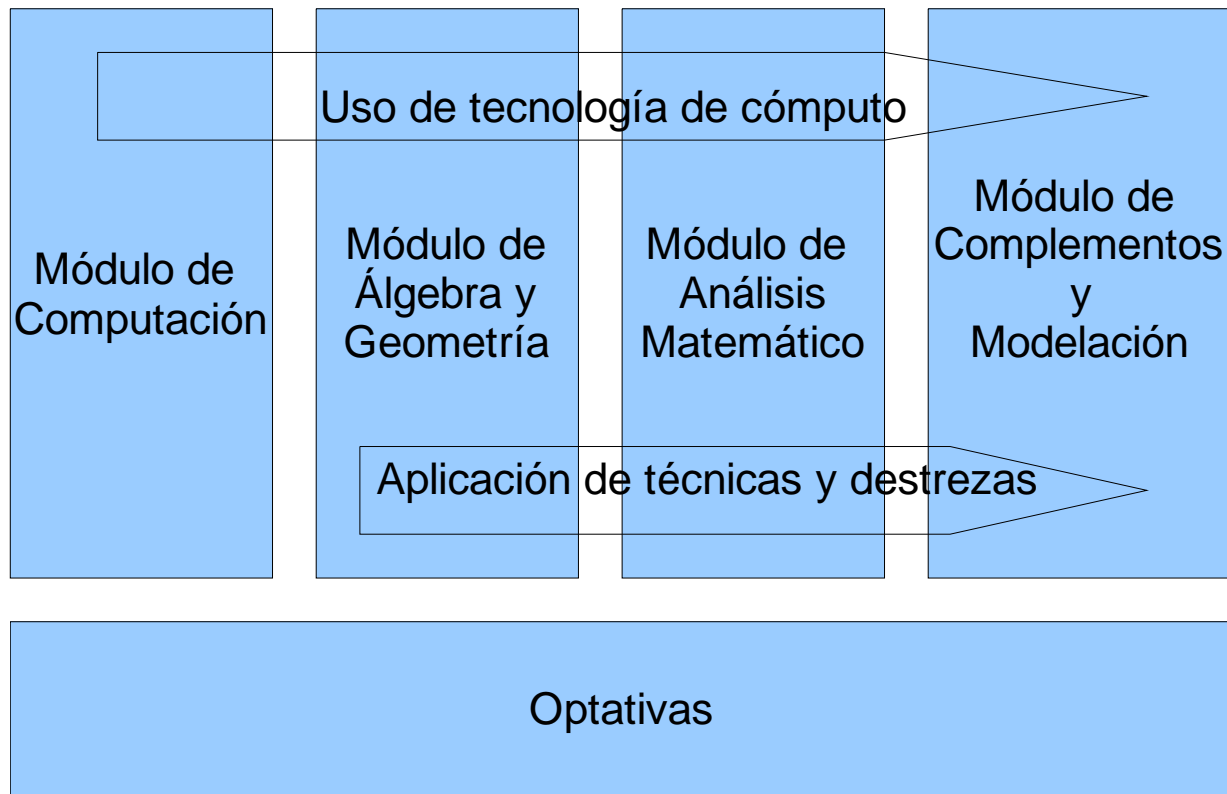 Uso de tecnología de cómputo
Módulo de
Computación
Módulo de
Álgebra y
Geometría
Módulo de
Análisis
Matemático
Módulo de
Complementos
y
Modelación
Aplicación de técnicas y destrezas
Optativas